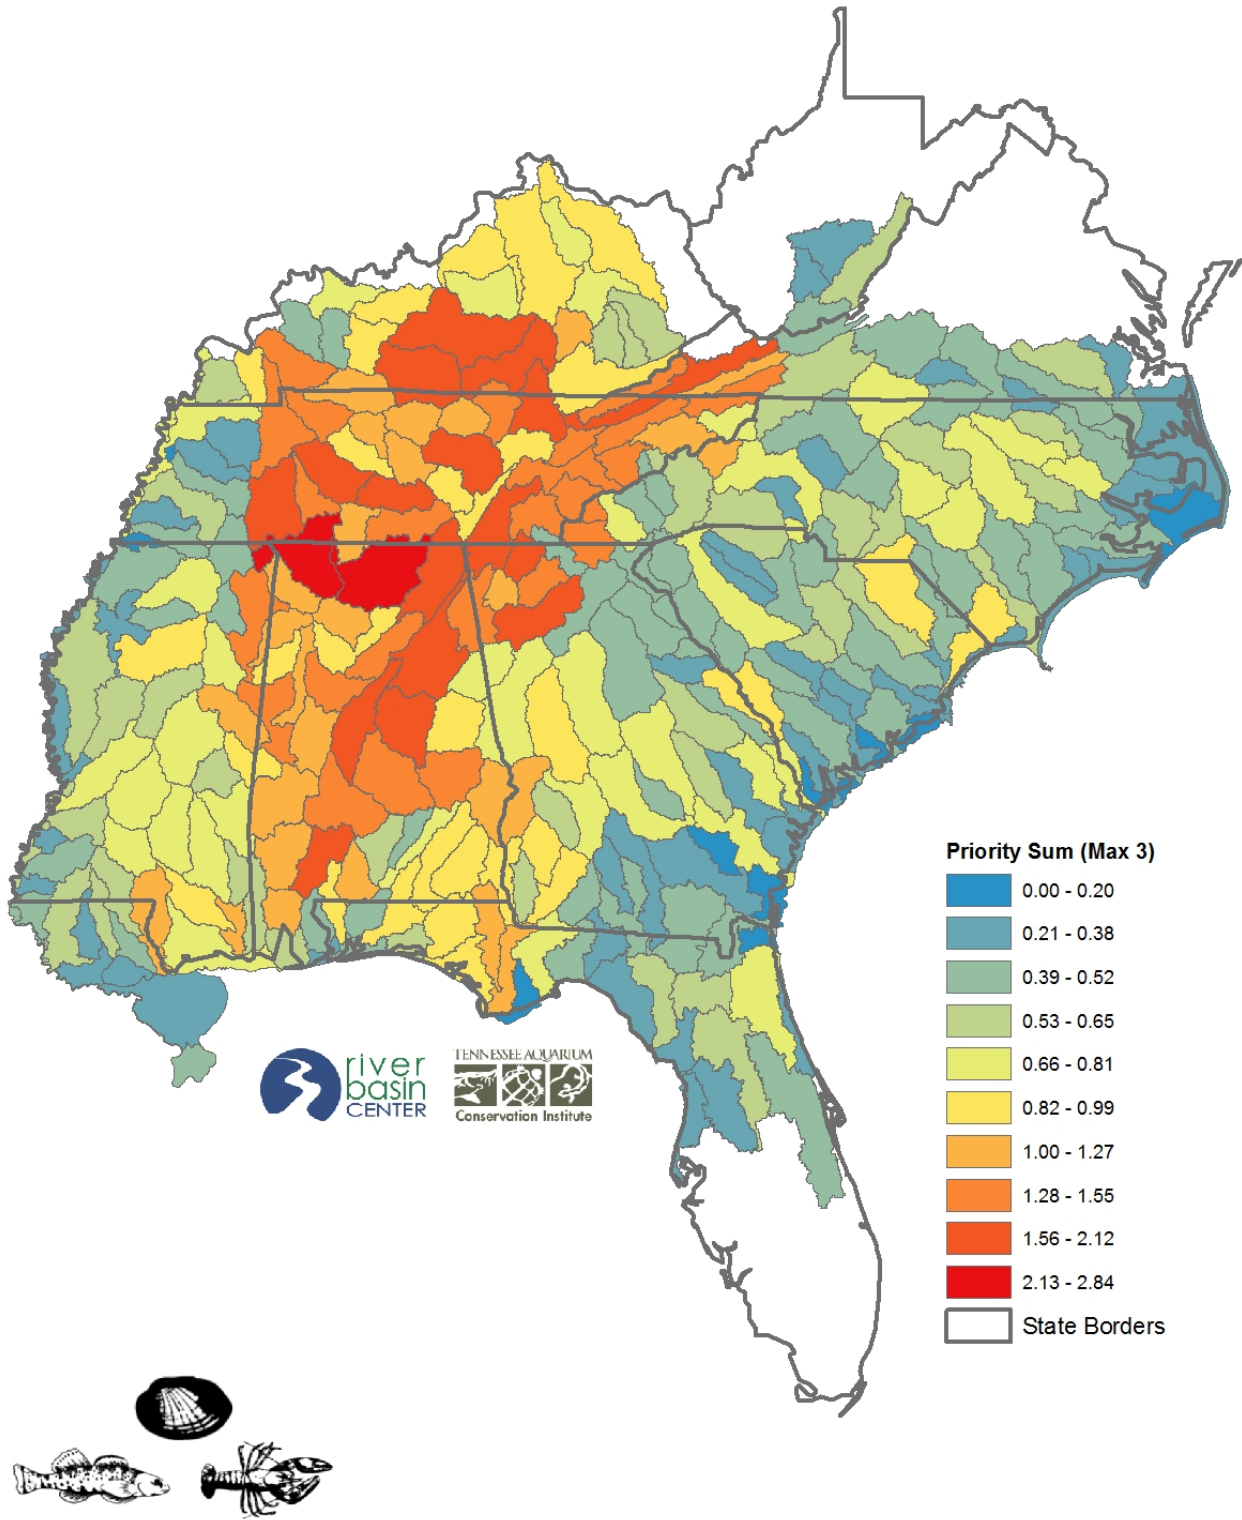 Priority Sum (Max 3)
0.00 - 0.20
0.21 - 0.38
0.39 - 0.52
0.53 - 0.65
0.66 - 0.81
0.82 - 0.99
1.00 - 1.27
1.28 - 1.55
1.56 - 2.12
2.13 - 2.84
State Borders
river
basin
CENTER
TENNESSEE AQUARIUM
Conservation Institute